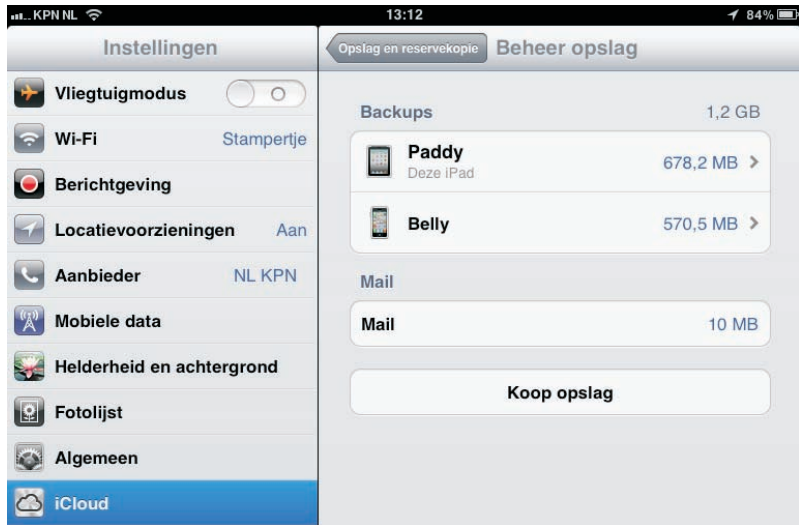 KPN NL 13:12 84%
Instellingen
Vliegtuigmodus
Wi-Fi Stampertje
Berichtgeving
Locatievoorzieningen Aan
Aanbieder NL KPN
Mobiele data
Helderheid en achtergrond
Fotolijst
Algemeen
iCloud
Opslag en reservekopie Beheer opslag
Backups 1,2 GB
Paddy
Deze iPad
678,2 MB
Belly 570,5 MB
Mail
Mail 10 MB
Koop opslag